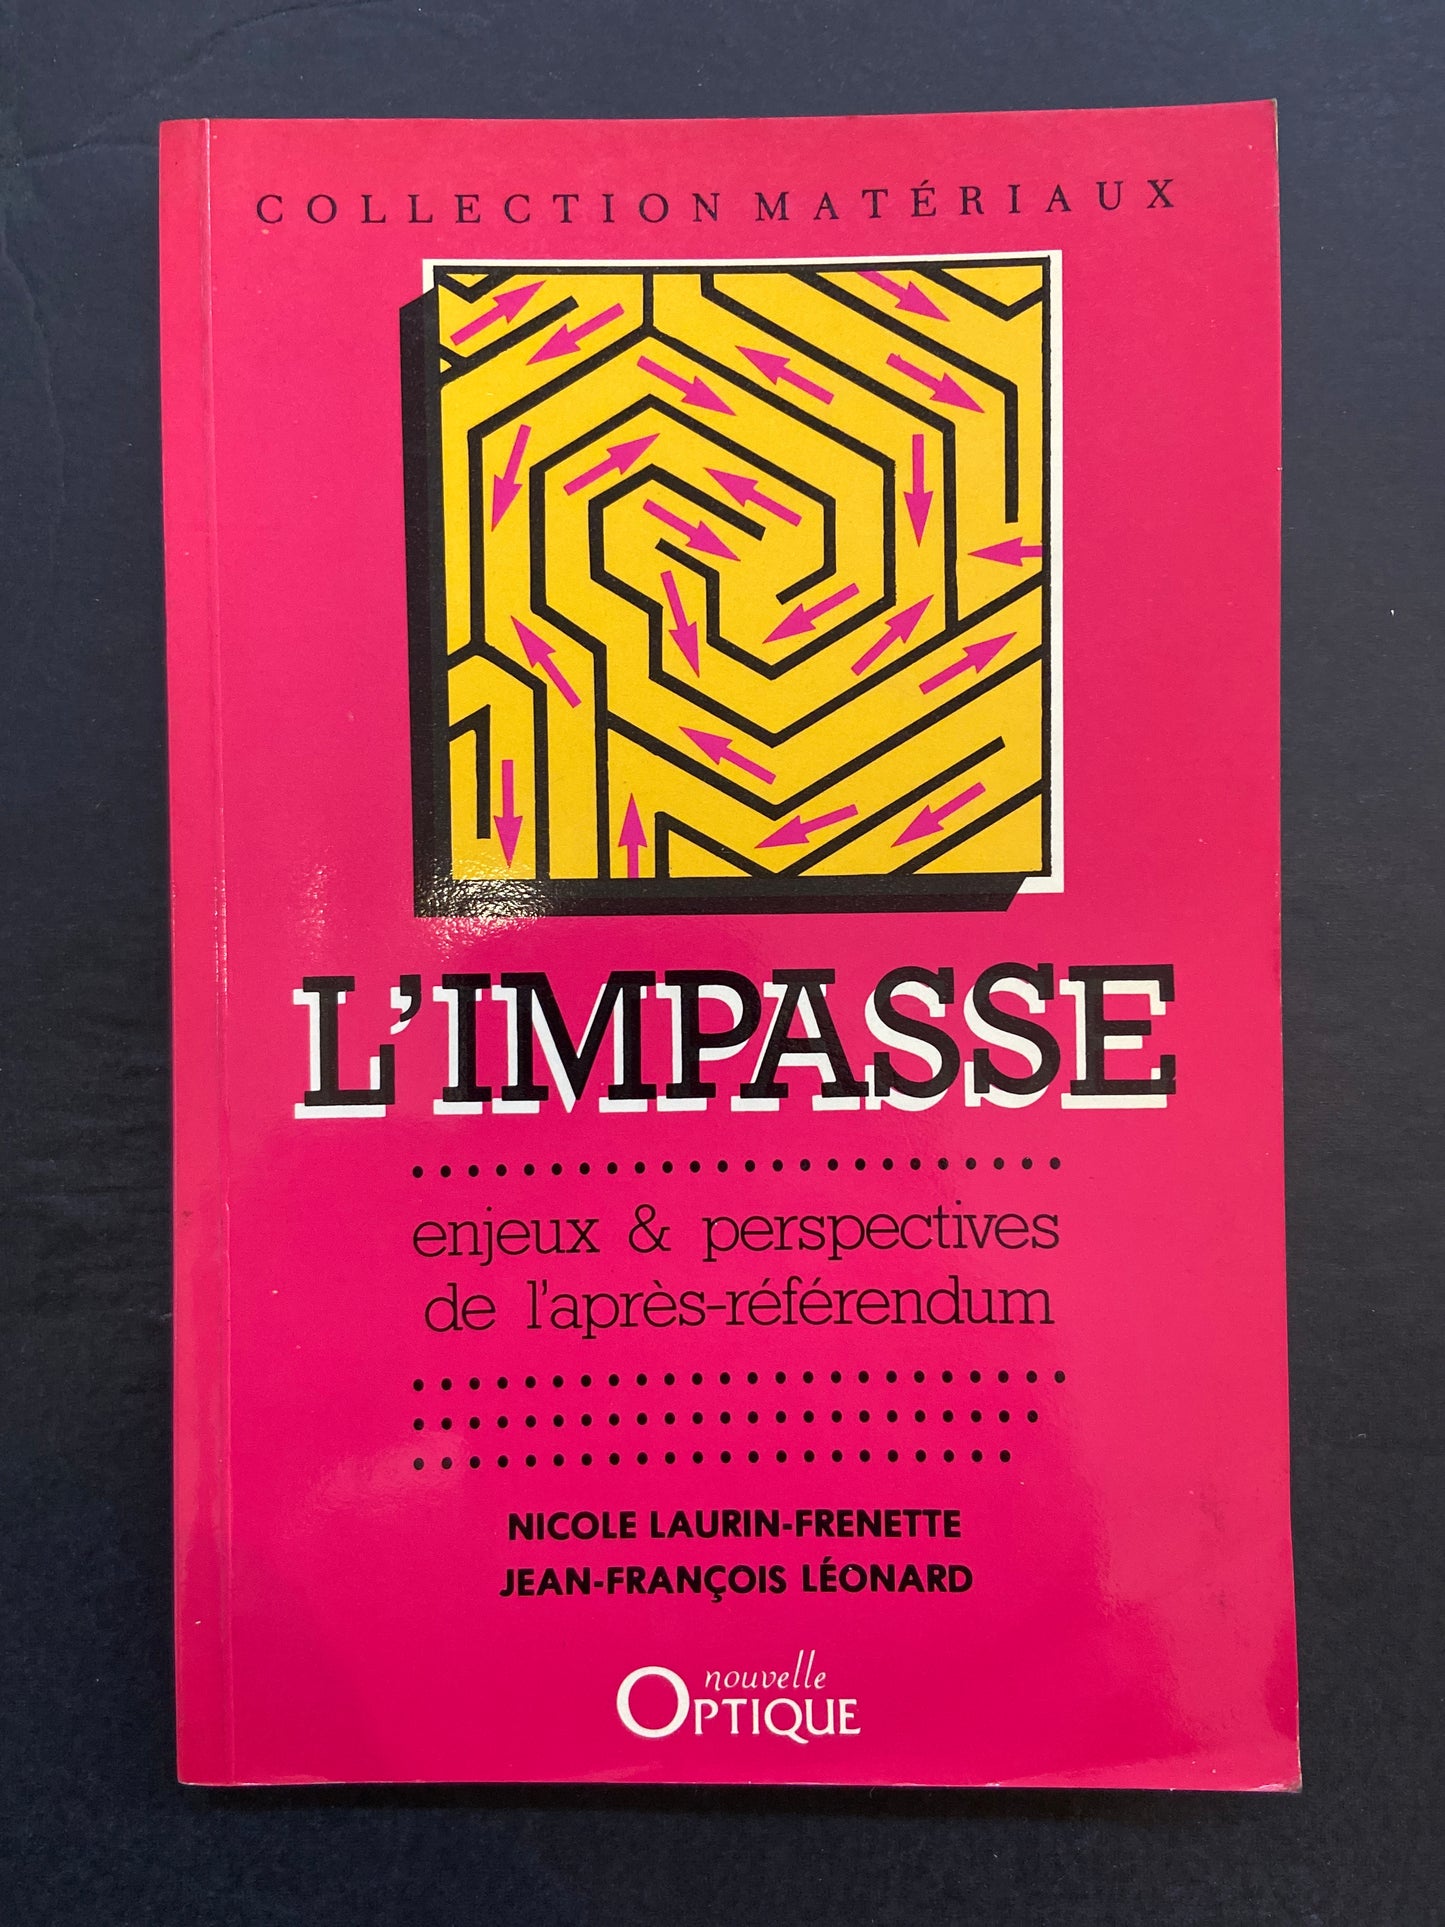 COLLECTION MATÉRIAUX
L'IMPASSE
enjeux & perspectives
de l'après-référendum
NICOLE LAURIN-FRENETTE
JEAN-FRANÇOIS LÉONARD
nouvelle
OPTIQUE